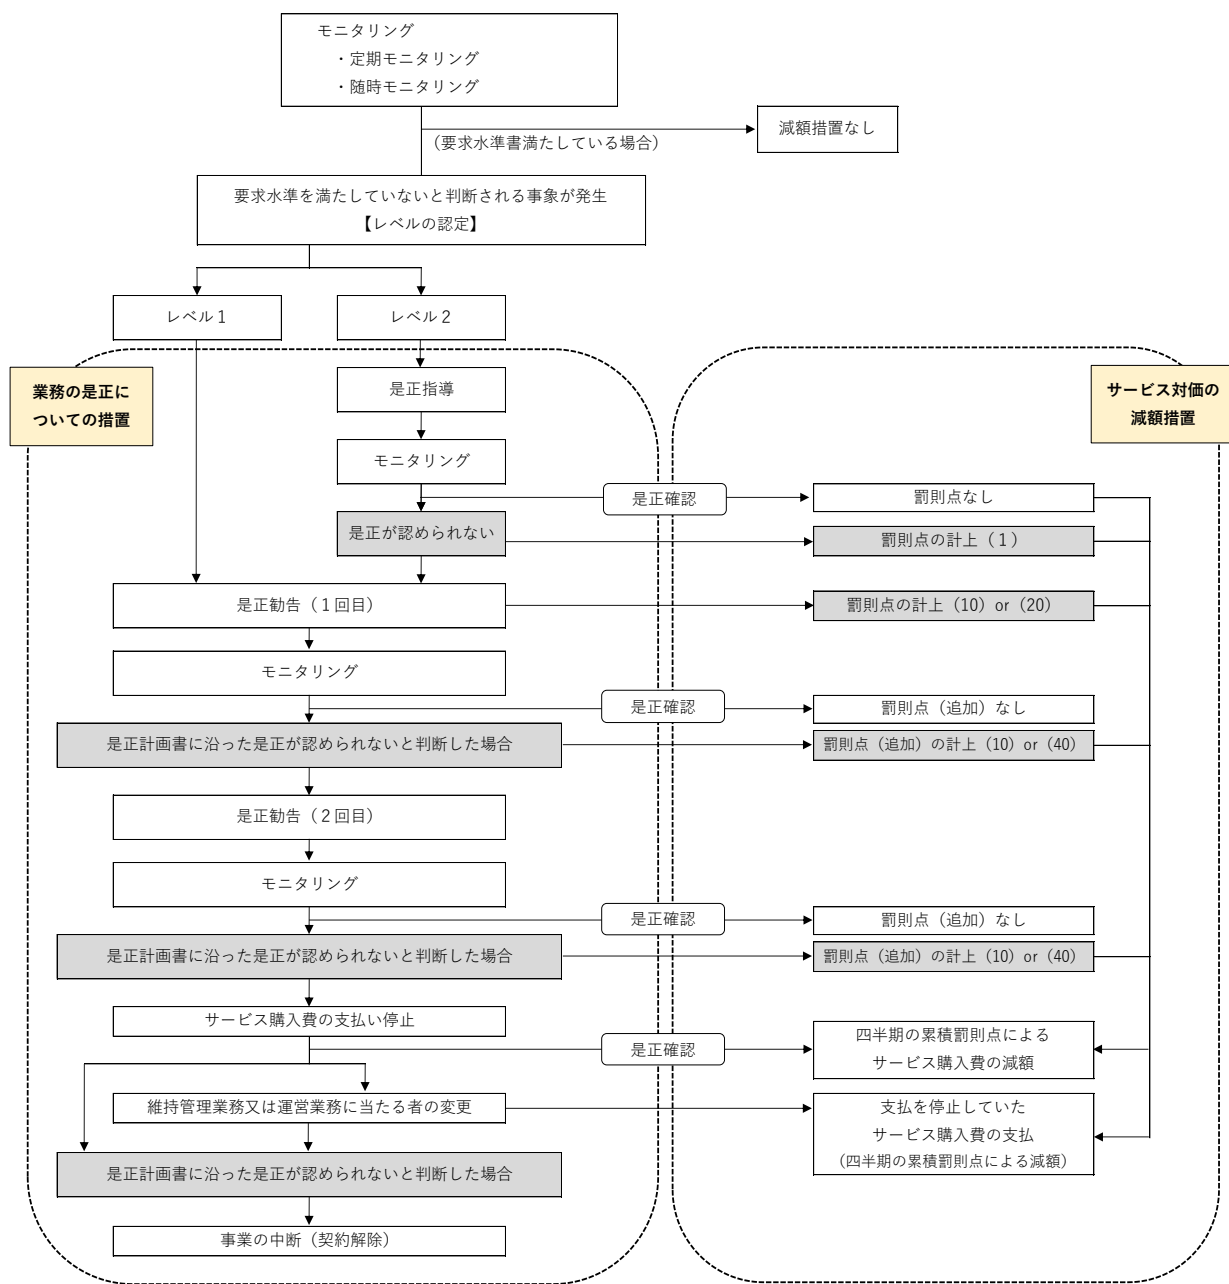 モニタリング
・定期モニタリング
・随時モニタリング
減額措置なし
(要求水準書満たしている場合)
要求水準を満たしていないと判断される事象が発生
【レベルの認定】
レベル1
レベル2
業務の是正に
ついての措置
サービス対価の
減額措置
是正指導
モニタリング
是正確認
罰則点なし
是正が認められない
罰則点の計上(1)
是正勧告(1回目)
罰則点の計上(10)or(20)
モニタリング
是正確認
罰則点(追加)なし
是正計画書に沿った是正が認められないと判断した場合
罰則点(追加)の計上(10)or(40)
是正勧告(2回目)
モニタリング
是正確認
罰則点(追加)なし
是正計画書に沿った是正が認められないと判断した場合
罰則点(追加)の計上(10)or(40)
サービス購入費の支払い停止
是正確認
四半期の累積罰則点による
サービス購入費の減額
維持管理業務又は運営業務に当たる者の変更
支払を停止していた
サービス購入費の支払
(四半期の累積罰則点による減額)
是正計画書に沿った是正が認められないと判断した場合
事業の中断(契約解除)